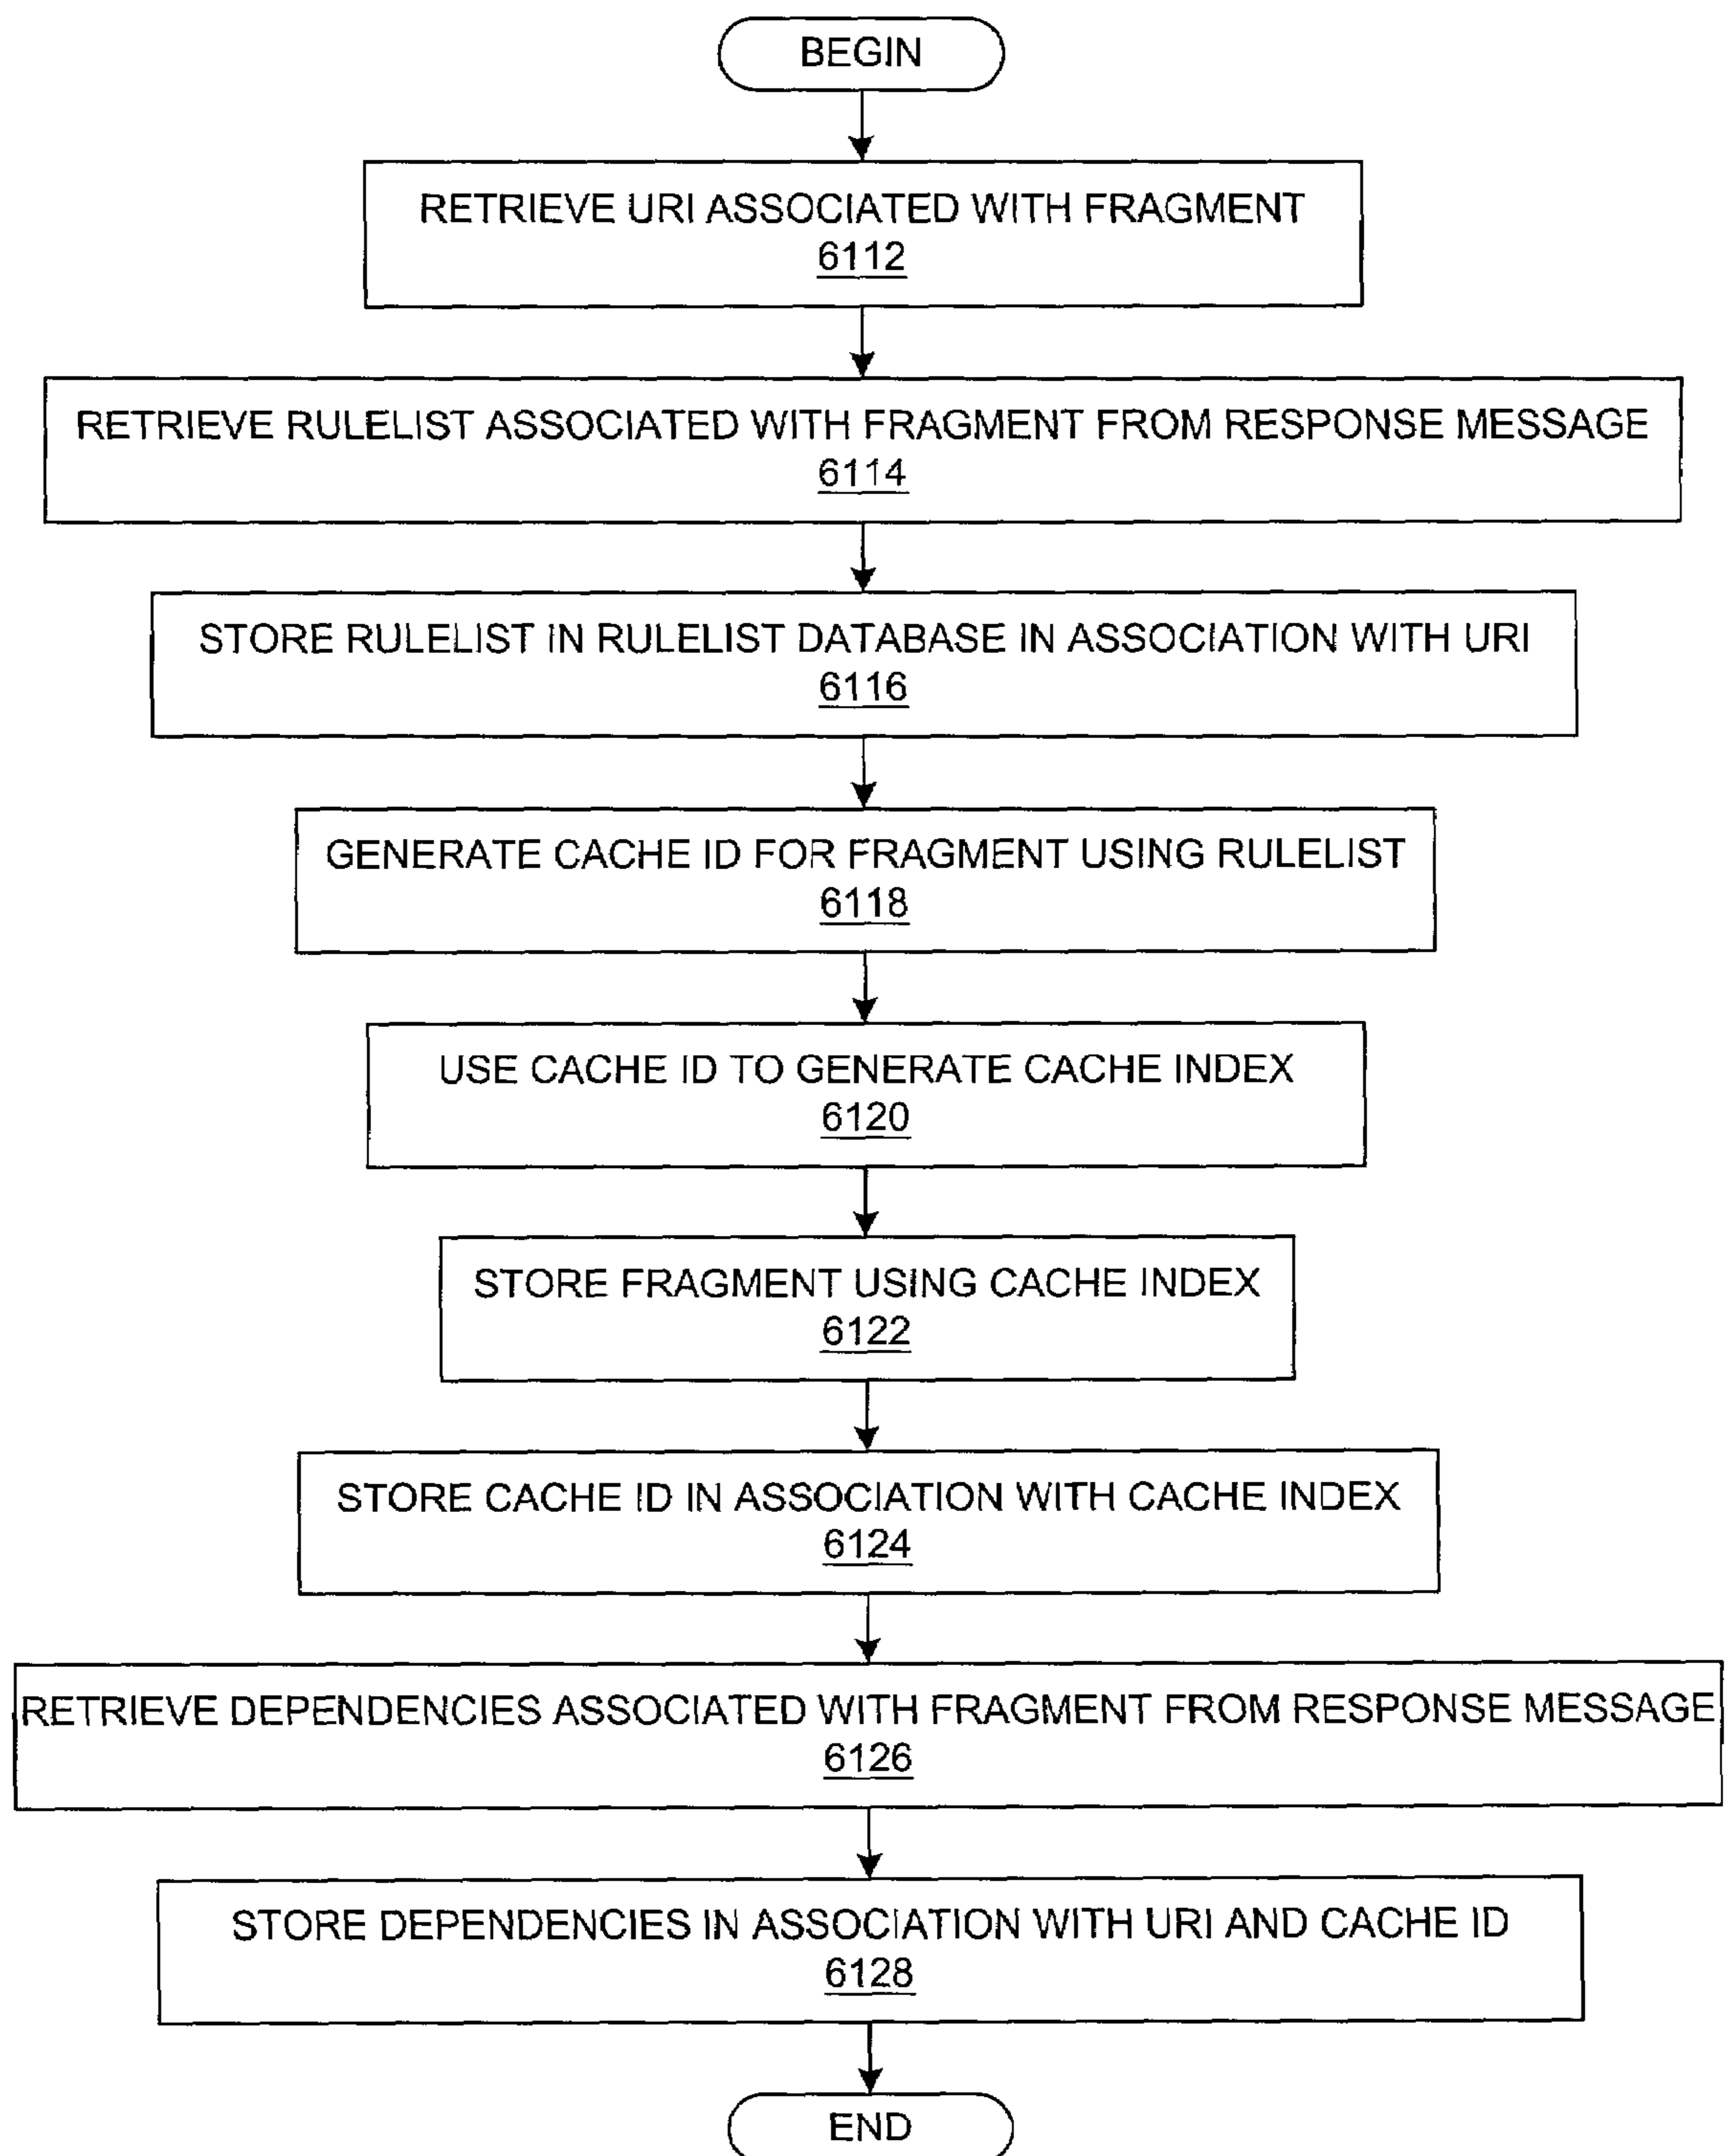 BEGIN
RETRIEVE URI ASSOCIATED WITH FRAGMENT
6112
RETRIEVE RULELIST ASSOCIATED WITH FRAGMENT FROM RESPONSE MESSAGE
6114
STORE RULELIST IN RULELIST DATABASE IN ASSOCIATION WITH URI
6116
GENERATE CACHE ID FOR FRAGMENT USING RULELIST
6118
USE CACHE ID TO GENERATE CACHE INDEX
6120
STORE FRAGMENT USING CACHE INDEX
6122
STORE CACHE ID IN ASSOCIATION WITH CACHE INDEX
6124
RETRIEVE DEPENDENCIES ASSOCIATED WITH FRAGMENT FROM RESPONSE MESSAGE
6126
STORE DEPENDENCIES IN ASSOCIATION WITH URI AND CACHE ID
6128
END